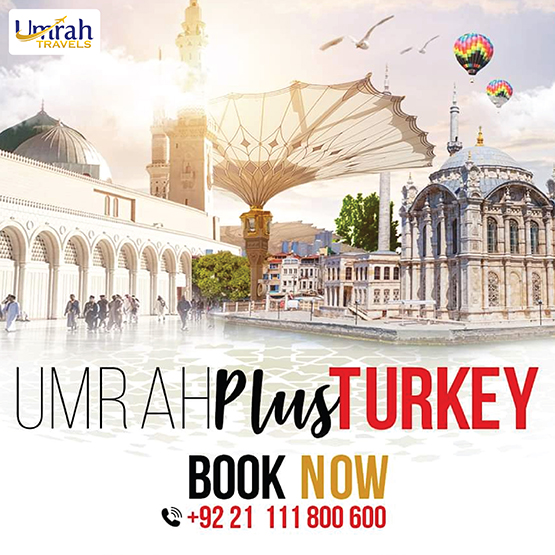 Umrah
TRAVELS
UMRAH Plus TURKEY
BOOK NOW
+92 21 111 800 600